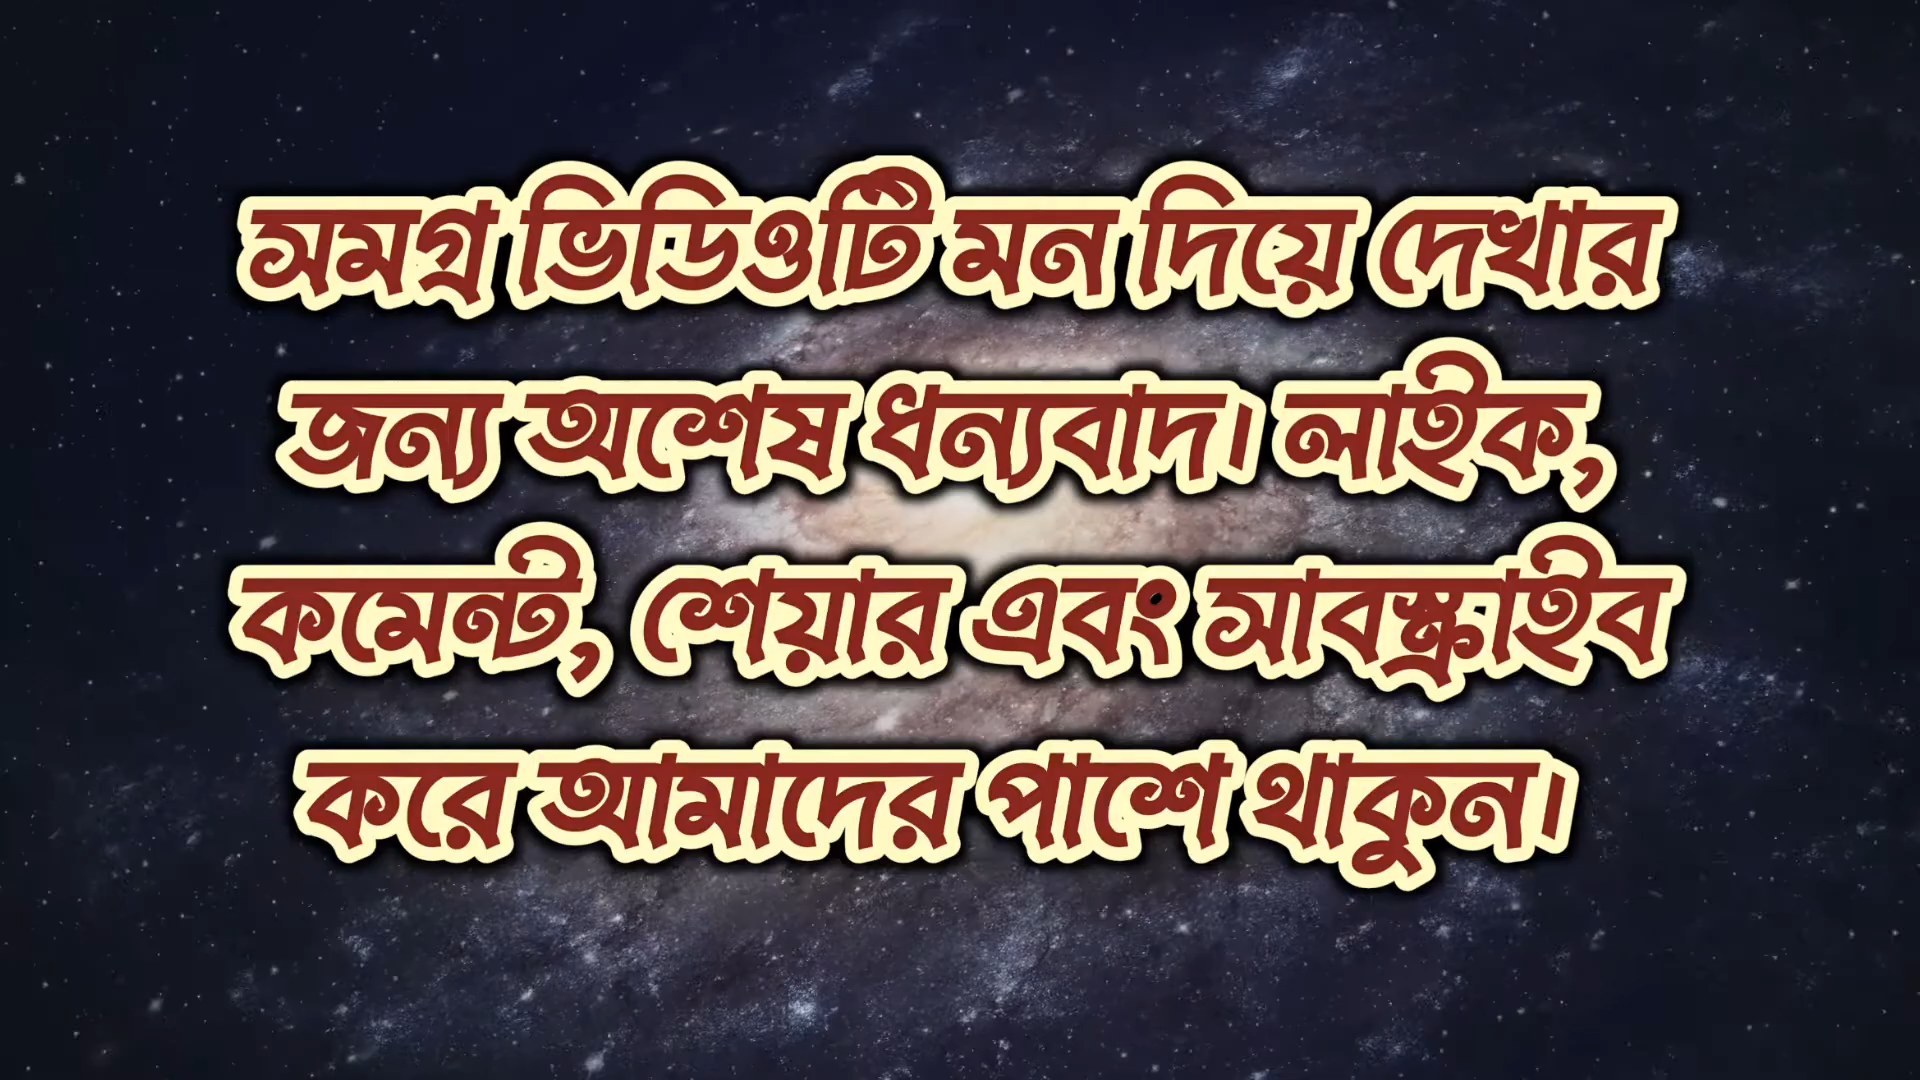 সমগ্র ভিডিওটি মন দিয়ে দেখার
জন্য অশেষ ধন্যবাদ। লাইক,
কমেন্ট, শেয়ার এবং সাবস্ক্রাইব
করে আমাদের পাশে থাকুন।